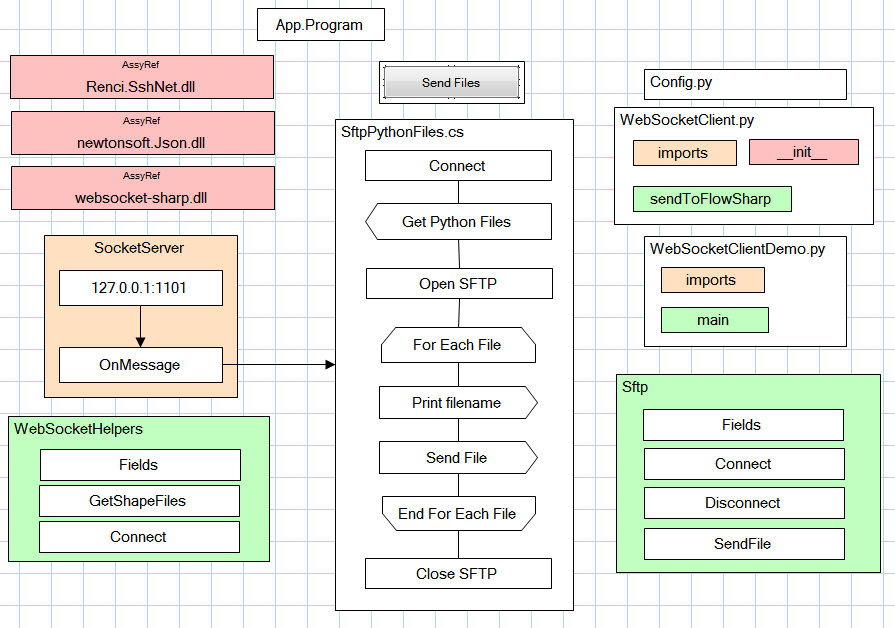 App.Program
AssyRef
Renci.SshNet.dll
AssyRef
newtonsoft.Json.dll
AssyRef
websocket-sharp.dll
SocketServer
127.0.0.1:1101
OnMessage
WebSocketHelpers
Fields
GetShapeFiles
Connect
Send Files
SftpPythonFiles.cs
Connect
Get Python Files
Open SFTP
For Each File
Print filename
Send File
End For Each File
Close SFTP
Config.py
WebSocketClient.py
imports
__init__
sendToFlowSharp
WebSocketClientDemo.py
imports
main
Sftp
Fields
Connect
Disconnect
SendFile